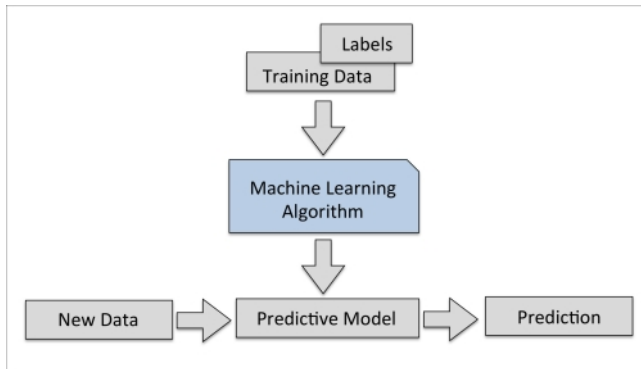 Labels
Training Data
Machine Learning
Algorithm
New Data
Predictive Model
Prediction